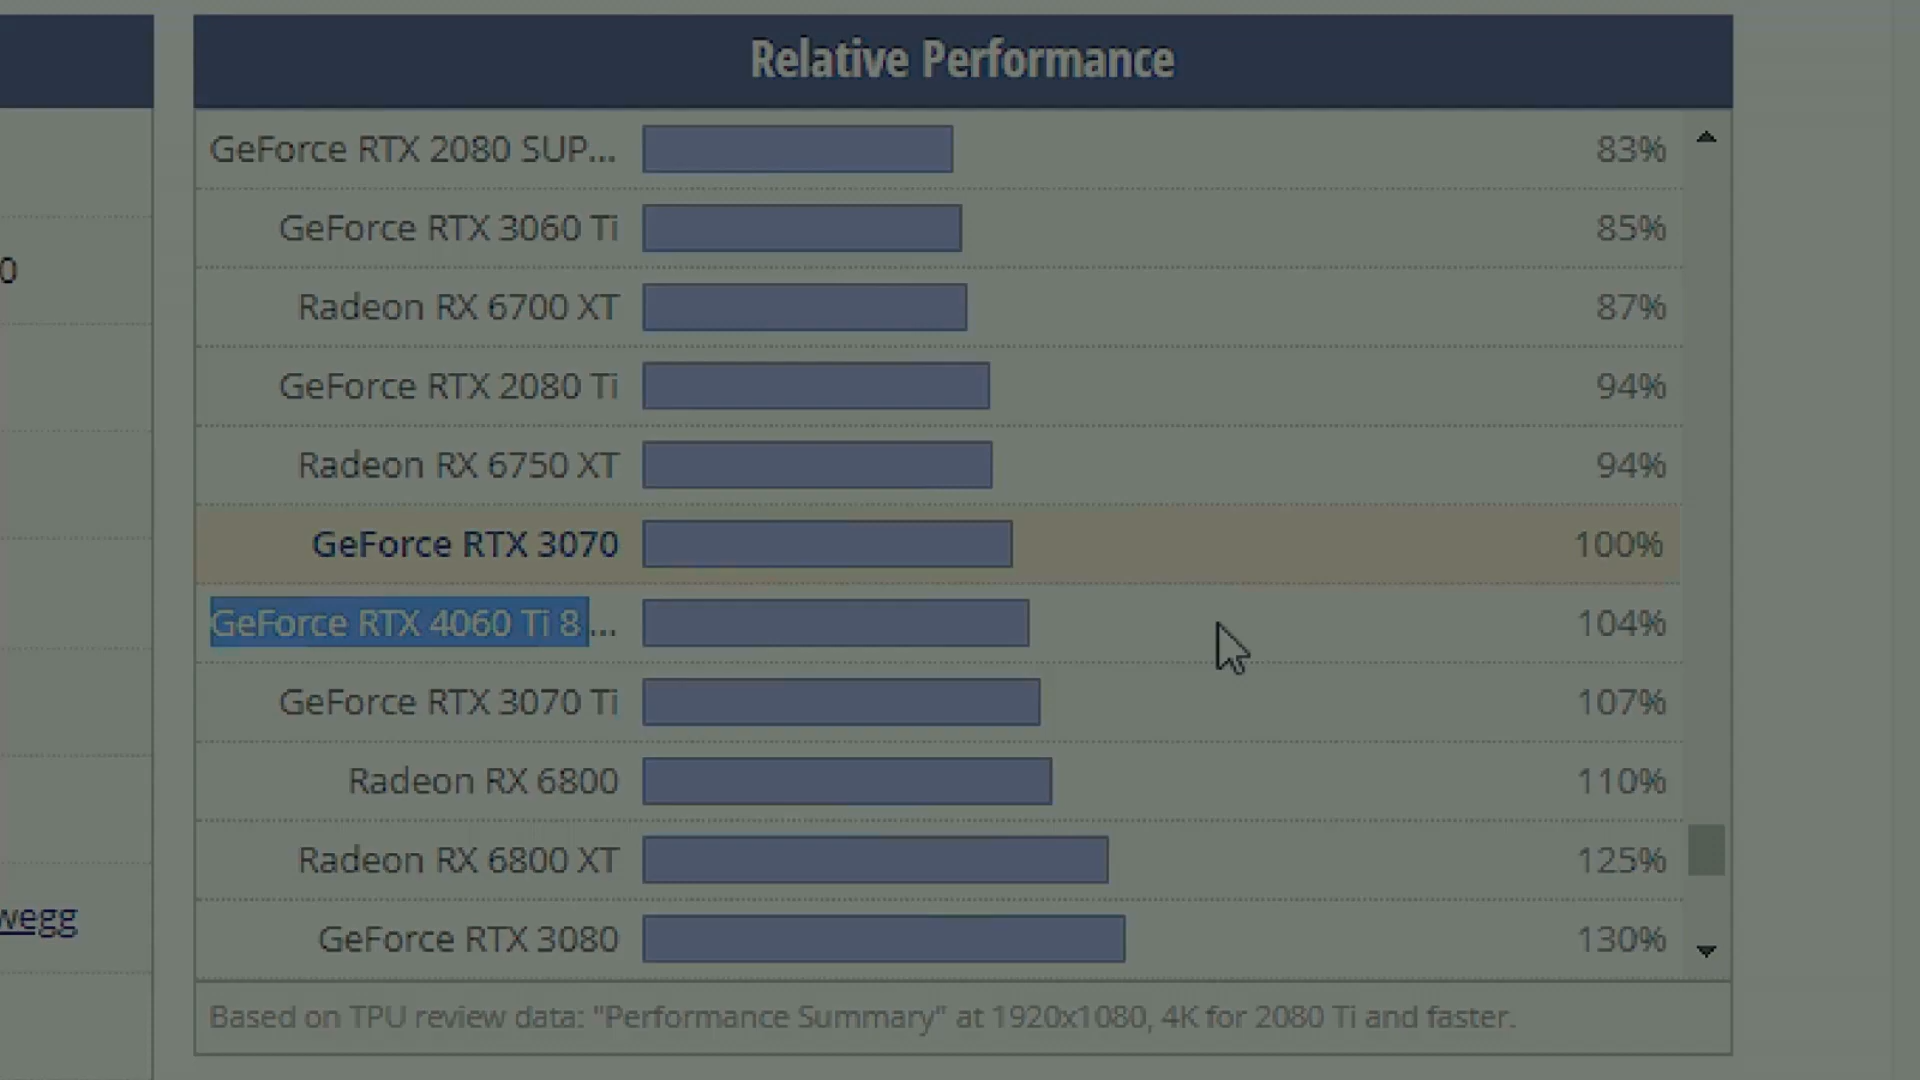 Relative Performance
GeForce RTX 2080 SUP... 83%
GeForce RTX 3060 Ti 85%
0
Radeon RX 6700 XT 87%
GeForce RTX 2080 Ti 94%
Radeon RX 6750 XT 94%
GeForce RTX 3070 100%
GeForce RTX 4060 Ti 8 ... 104%
GeForce RTX 3070 Ti 107%
Radeon RX 6800 110%
Radeon RX 6800 XT 125%
wegg
GeForce RTX 3080 130%
Based on TPU review data: "Performance Summary" at 1920x1080, 4K for 2080 Ti and faster.